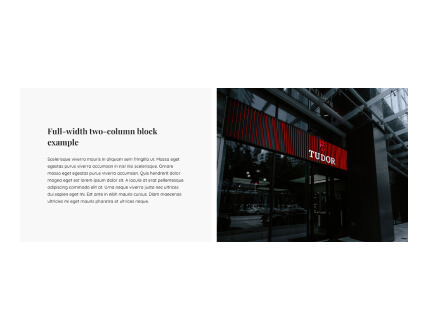 Full-width two-column block
example
Scelerisque viverra mauris in aliquam sem fringilla ut. Massa eget
egestas purus viverra accumsan in nisl nisi scelerisque. Ornare
massa eget egestas purus viverra accumsan. Quis hendrerit dolor
magna eget est lorem ipsum dolor sit. A lacus at erat pellentesque
adipiscing commodo elit at. Urna neque viverra justo nec ultrices
dui sapien eget mi. Est ante in nibh mauris cursus. Diam maecenas
ultricies mi eget mauris pharetra et ultrices neque.
TUDOR